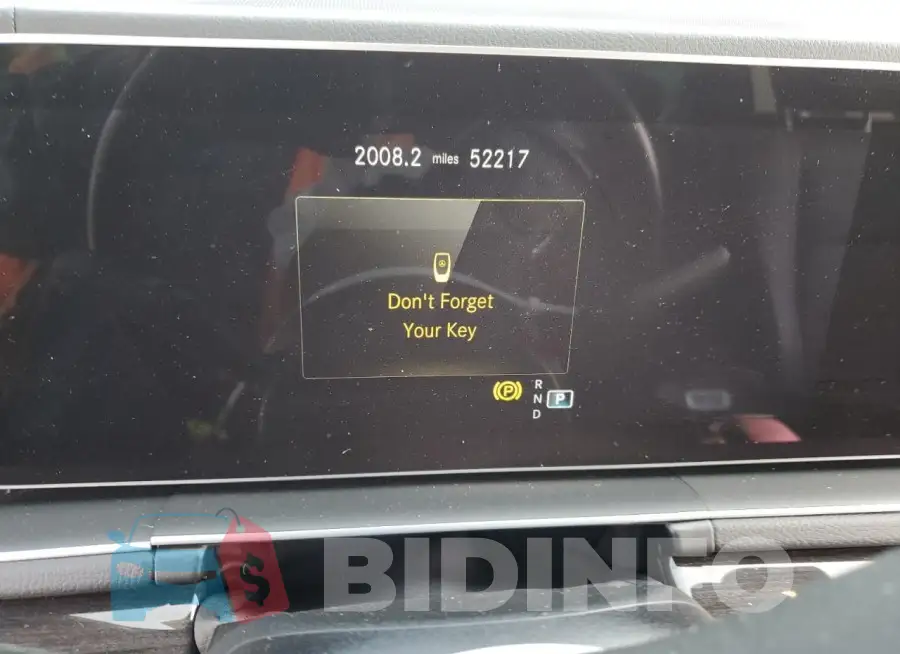 2008.2 miles 52217
Don't Forget
Your Key
P
R
N P
D
$
BIDINFO